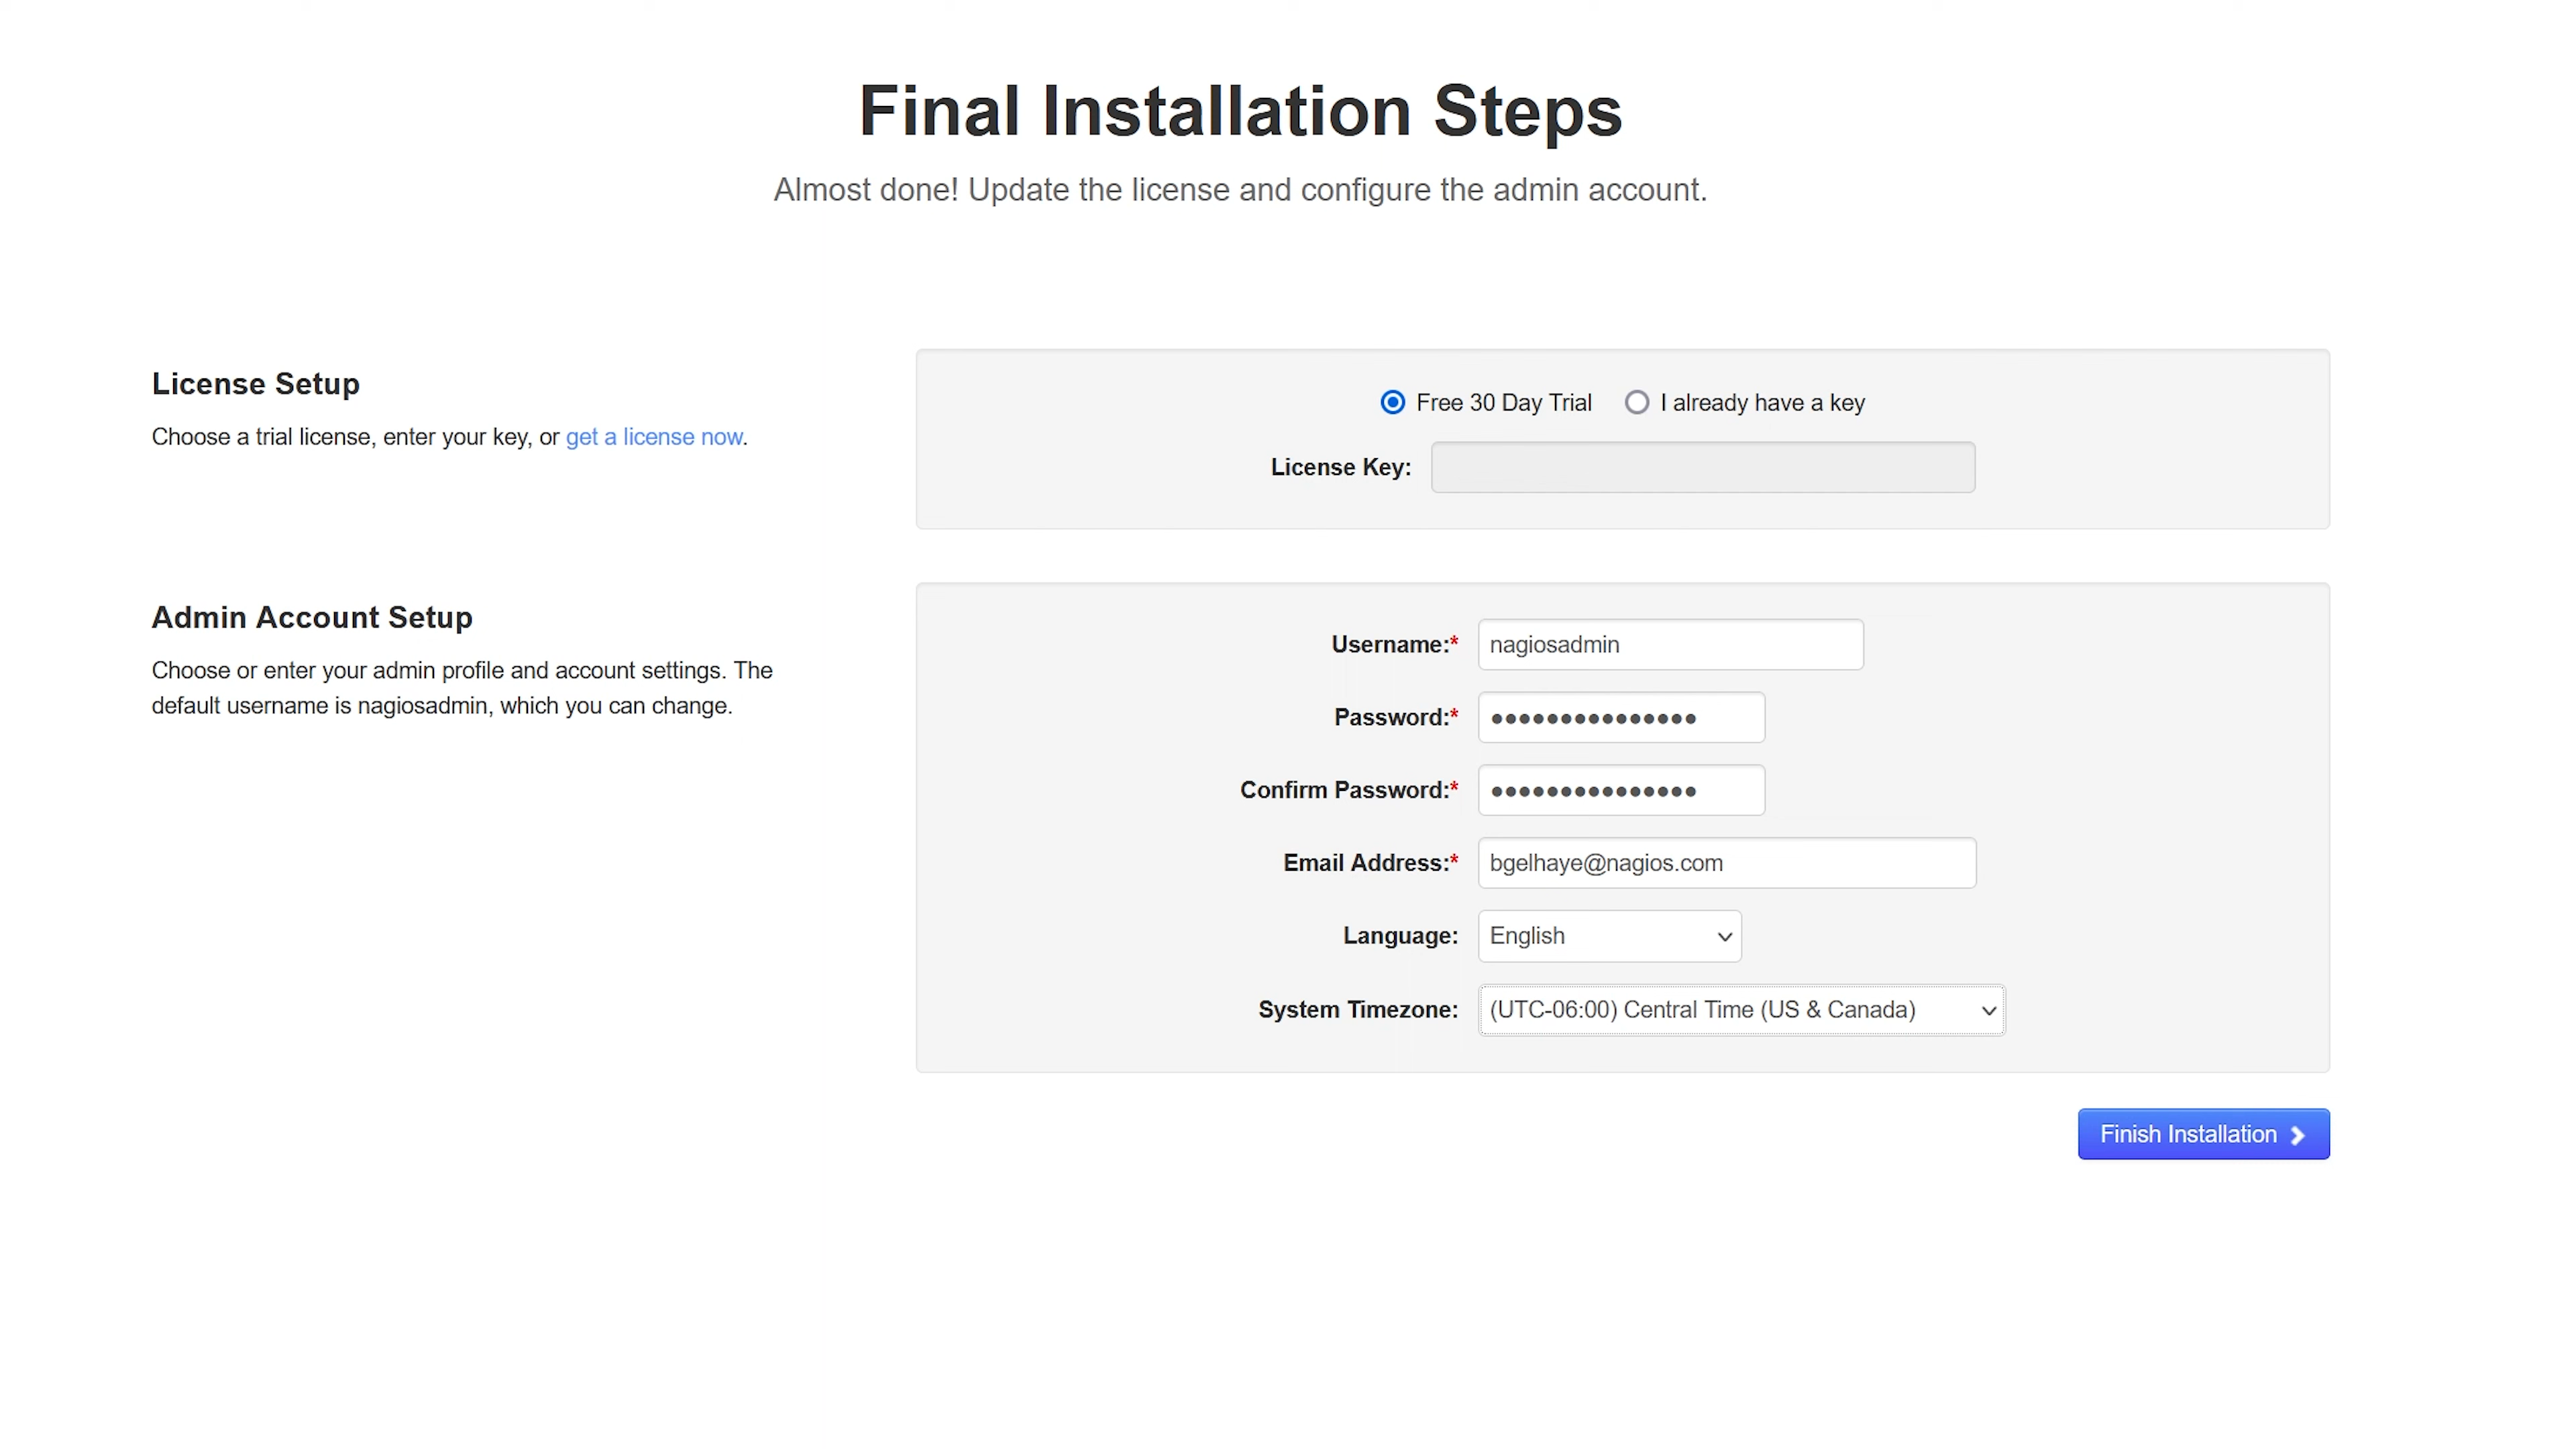 Final Installation Steps
Almost done! Update the license and configure the admin account.
License Setup
Choose a trial license, enter your key, or get a license now.
Free 30 Day Trial
I already have a key
License Key:
Admin Account Setup
Choose or enter your admin profile and account settings. The
default username is nagiosadmin, which you can change.
Username:* nagiosadmin
Password:* •••••••••••••••
Confirm Password:* •••••••••••••••
Email Address:* bgelhaye@nagios.com
Language: English
System Timezone: (UTC-06:00) Central Time (US & Canada)
Finish Installation